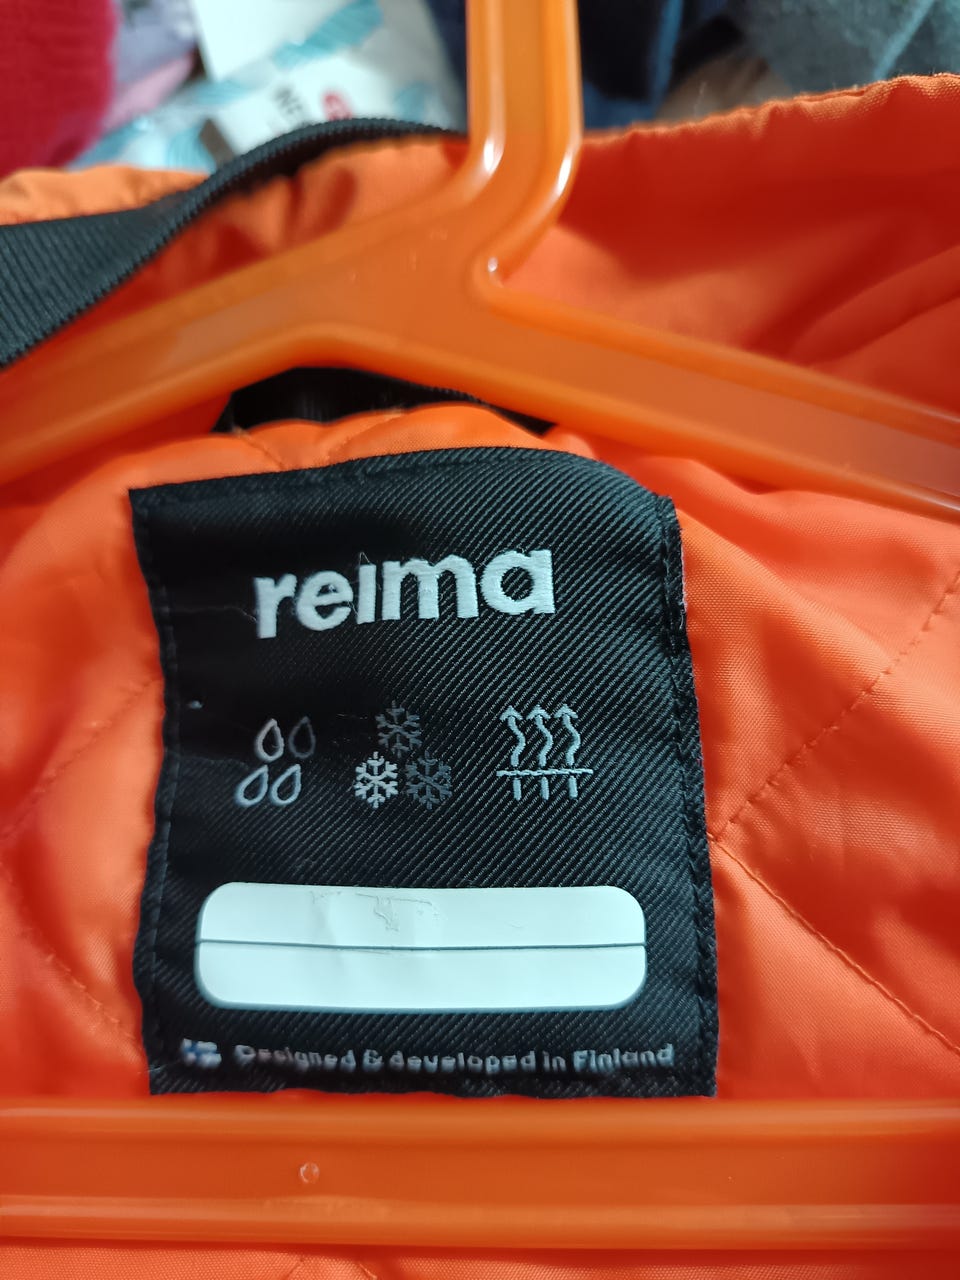 reima
Designed & developed in Finland